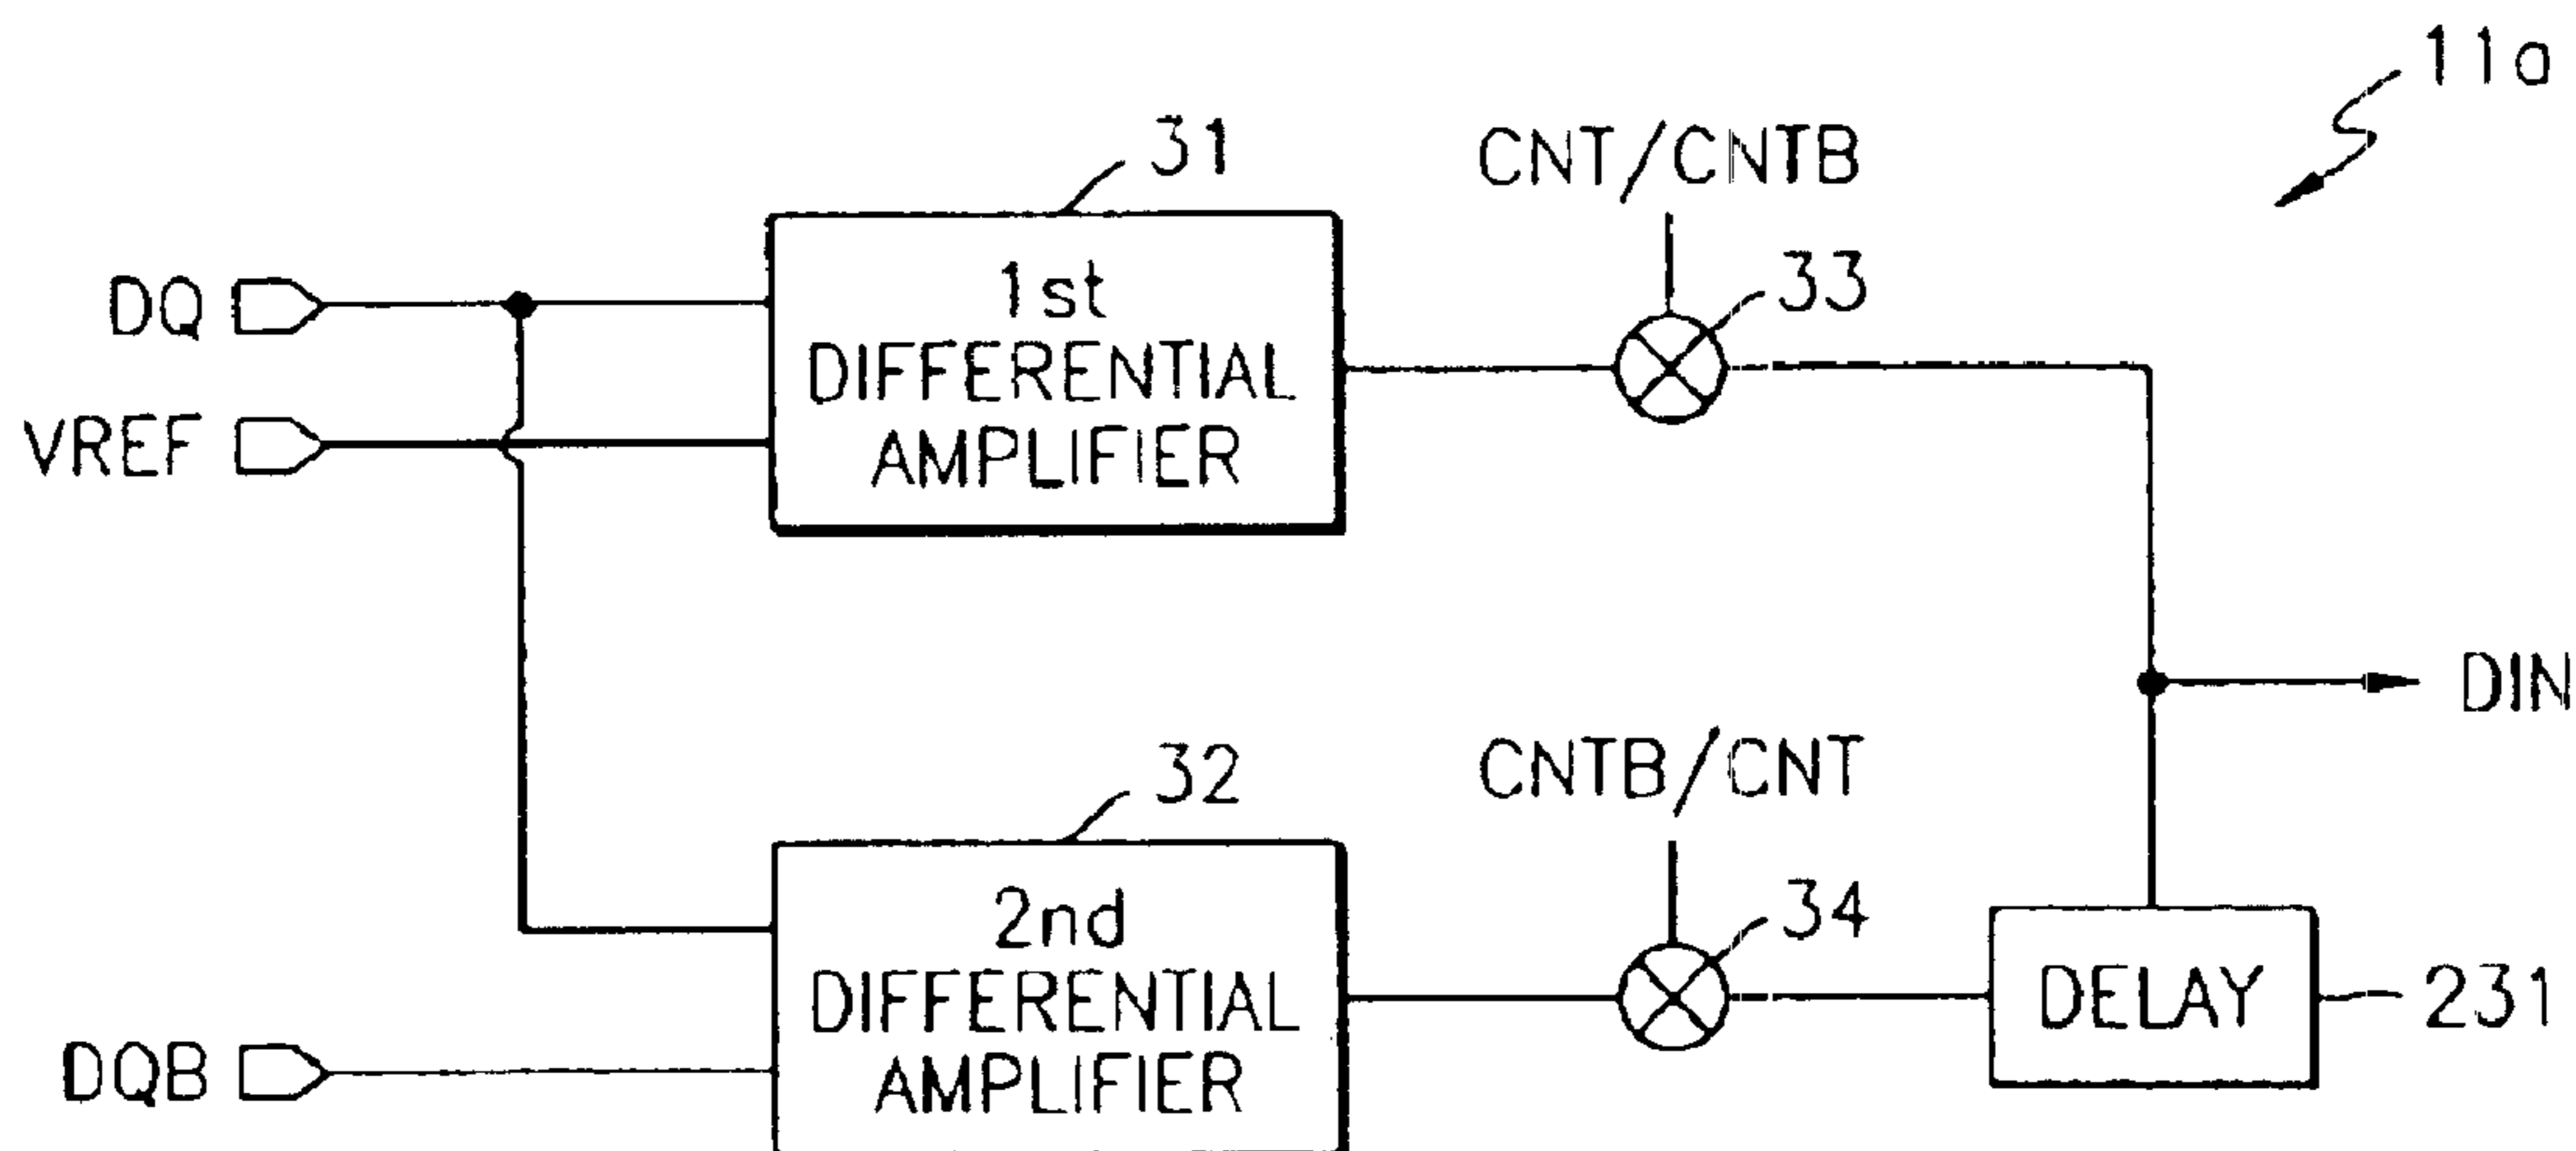 11a
31
CNT/CNTB
33
DQ
1st
DIFFERENTIAL
AMPLIFIER
VREF
DIN
32
CNTB/CNT
34
2nd
DIFFERENTIAL
AMPLIFIER
DELAY
231
DQB